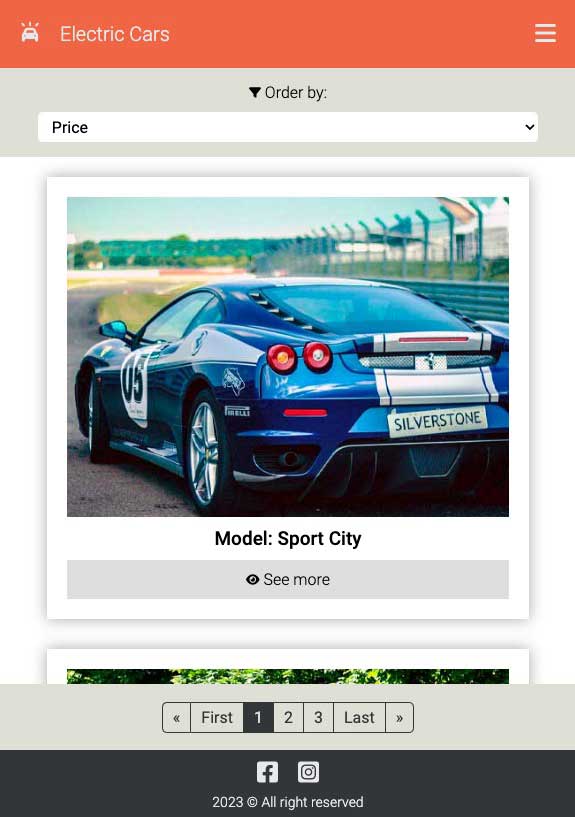 Electric Cars
Order by:
Price
05
PIRELLI
SILVERSTONE
Model: Sport City
See more
« First 1 2 3 Last »
2023 © All right reserved